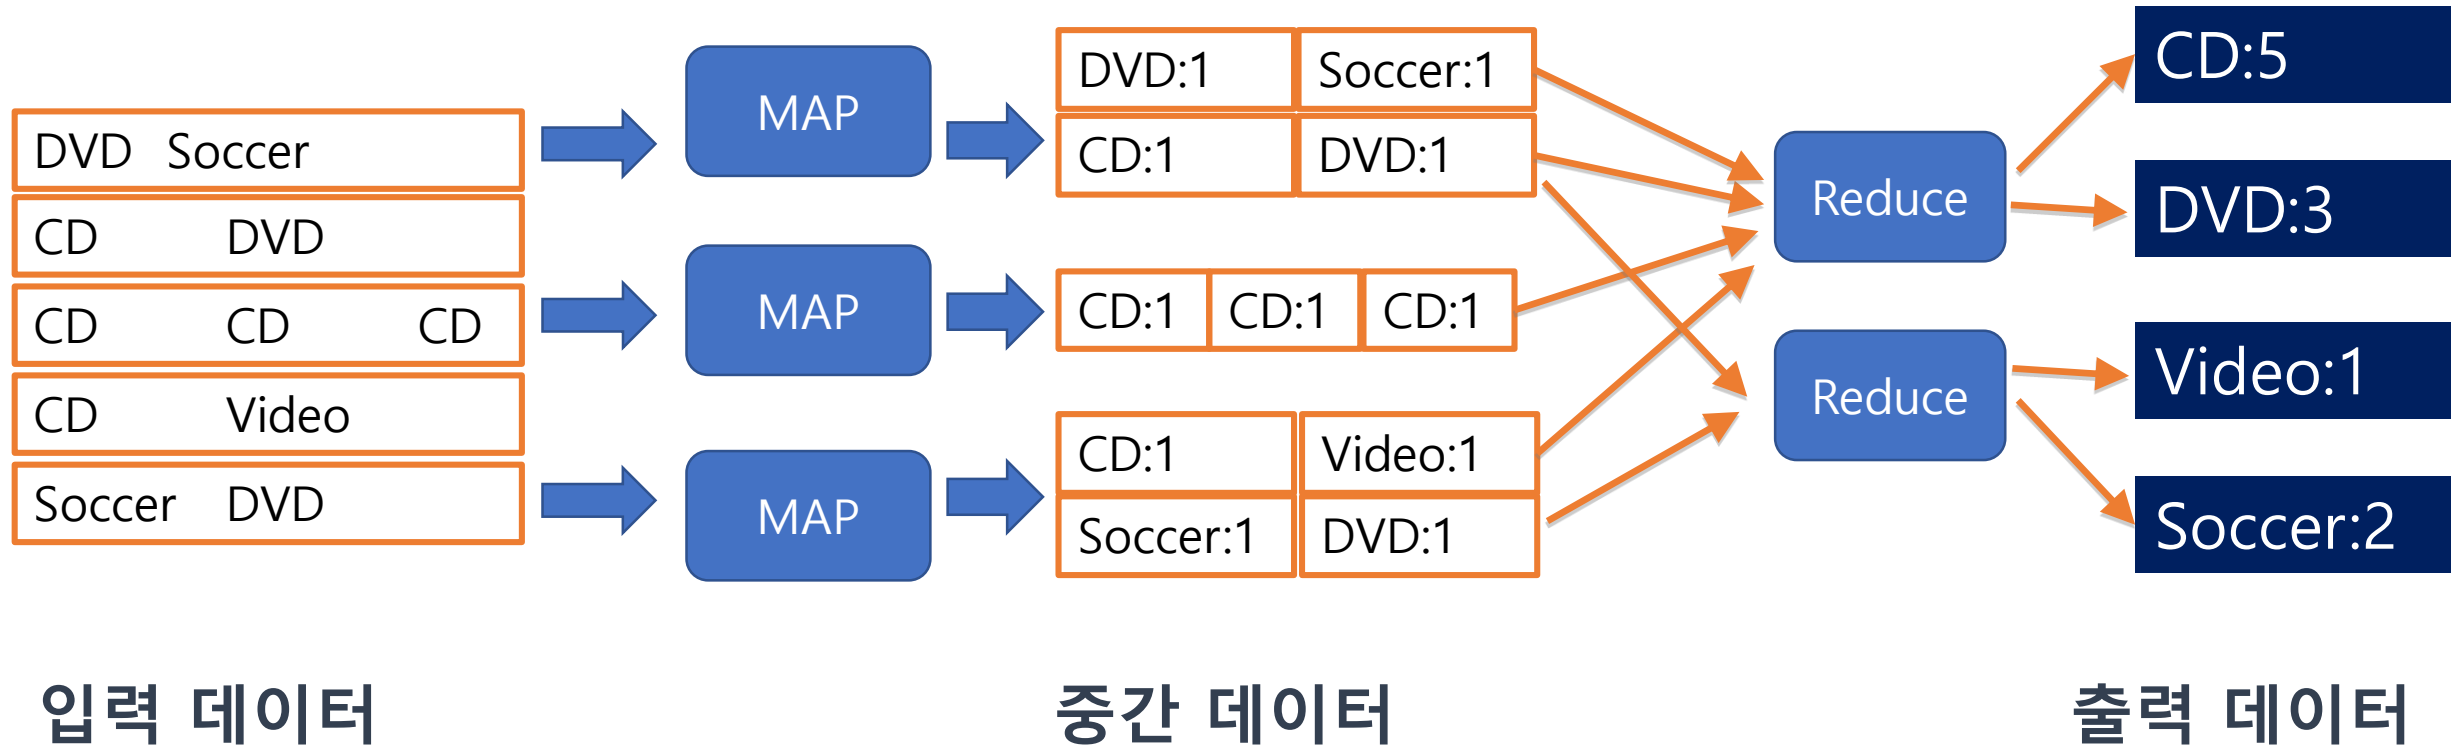 DVD Soccer
CD DVD
CD CD CD
CD Video
Soccer DVD
MAP
MAP
MAP
DVD:1 Soccer:1
CD:1 DVD:1
CD:1 CD:1 CD:1
CD:1 Video:1
Soccer:1 DVD:1
Reduce
Reduce
CD:5
DVD:3
Video:1
Soccer:2
입력 데이터
중간 데이터
출력 데이터